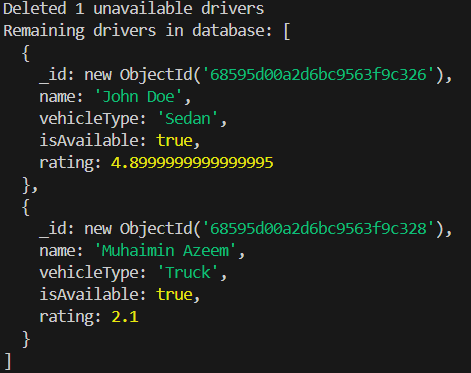 Deleted 1 unavailable drivers
Remaining drivers in database: [
  {
    _id: new ObjectId('68595d00a2d6bc9563f9c326'),
    name: 'John Doe',
    vehicleType: 'Sedan',
    isAvailable: true,
    rating: 4.8999999999999995
  },
  {
    _id: new ObjectId('68595d00a2d6bc9563f9c328'),
    name: 'Muhaimin Azeem',
    vehicleType: 'Truck',
    isAvailable: true,
    rating: 2.1
  }
]